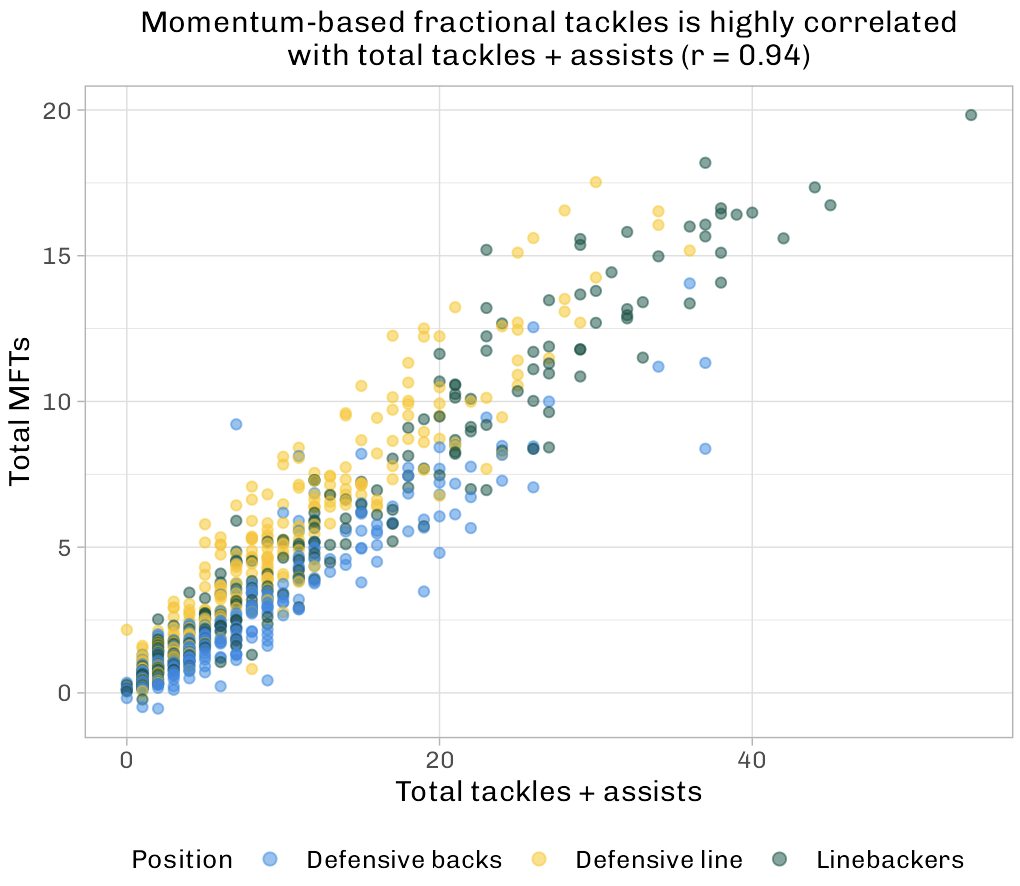 Momentum-based fractional tackles is highly correlated
with total tackles + assists (r = 0.94)
Total MFTs
20
15
10
5
0
0 20 40
Total tackles + assists
Position Defensive backs Defensive line Linebackers